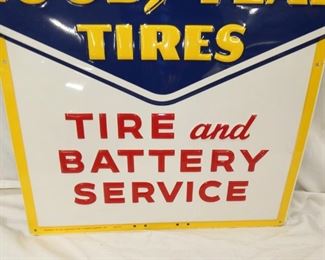 TIRES
TIRE and
BATTERY
SERVICE